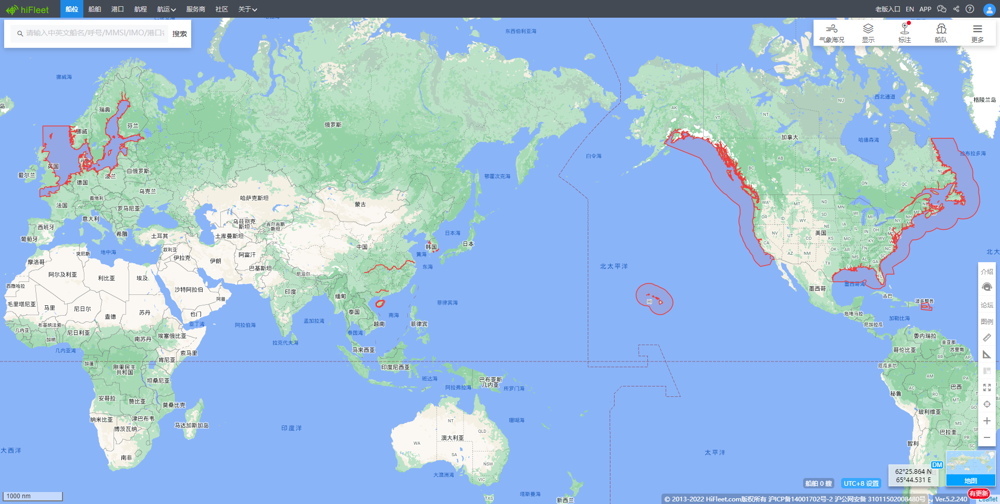 hiFleet 船位 船舶 港口 航程 航运 服务商 社区 关于 老版入口 EN APP
请输入中英文船名/呼号/MMSI/IMO/港口名 搜索
气象海况 显示 标注 船队 更多
东西伯利亚海
挪威海
西北通道
格陵兰岛
岛
瑞典
芬兰
挪威
俄罗斯
AK
YT
NT
NU
加拿大
哈德森湾
拉布拉多海
白令海
鄂霍次克海
英国
爱尔兰
白俄罗斯
波兰
德国
乌克兰
奥地利
法国
罗马尼亚
意大利
西班牙
希腊
葡萄牙
土耳其
哈萨克斯坦
蒙古
乌兹别克
斯坦
吉尔吉斯
斯坦
土库曼斯坦
日本海
日本
韩国
中国
黄海
东海
BC
AB
SK
MB
ON
QC
NL
NB
WA
MT
ND
MN
OR
ID
WY
SD
WI
MI
NY
NH
ME
NV
UT
CO
NE
IA
IL
IN
OH
KS
MO
KY
WV
CA
AZ
NM
OK
AR
TN
NC
SC
TX
MS
AL
GA
LA
FL
美国
突尼斯
地中海
叙利亚
伊拉克
伊朗
阿富汗
巴基斯坦
摩洛哥
阿尔及利亚
利比亚
埃及
西撒哈拉
沙特阿拉伯
阿曼
毛里塔尼亚
马里
尼日尔
查德
苏丹
也门
亚丁湾
阿拉伯海
尼泊尔
印度
缅甸
泰国
越南
孟加拉湾
拉克代夫海
泰国湾
南海
菲律宾
菲律宾海
北太平洋
HI
墨西哥
墨西哥湾
古巴
波多黎各
加勒比海
危地马拉
尼加拉瓜
北大
几内亚
布基纳法索
尼日利亚
加纳
几内亚湾
南苏丹
埃塞俄比亚
索马里
肯尼亚
加蓬
刚果民主
共和国
坦桑尼亚
安哥拉
赞比亚
莫桑比克
纳米比亚
津巴布韦
博茨瓦纳
马达加斯加岛
南非
大西洋
印度洋
马来西亚
印度尼西亚
班达海
阿拉弗拉海
巴布亚新
几内亚
所罗门海
珊瑚海
澳大利亚
NT
QLD
WA
SA
NSW
VIC
TAS
大澳洲湾
塔斯曼海
新西兰
太平洋
委内瑞拉
圭亚那
苏里南
哥伦比亚
RR
AP
厄瓜多尔
AM
PA
秘鲁
AC
RO
MT
巴西
GO
玻利维亚
MS
巴拉圭
PR
SC
智利
介绍
论坛
图例
1000 nm
船舶 0 艘 UTC+8 设置
DM
62°25.864 N
65°44.531 E
地图
有更新
© 2013-2022 HiFleet.com版权所有 沪ICP备14001702号-2 沪公网安备 31011502008480号 Ver.5.2.240 Leaflet